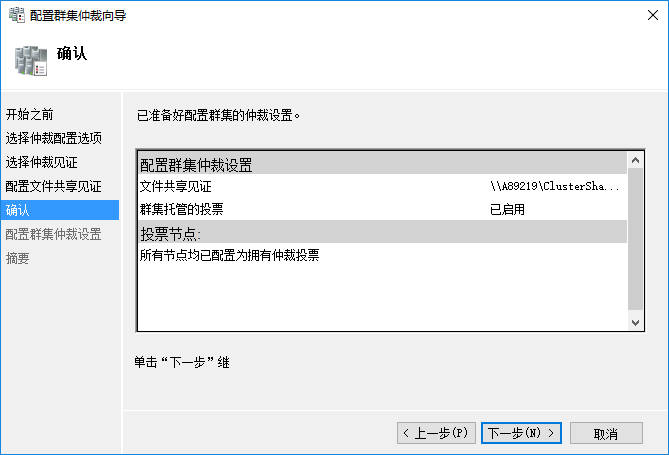 配置群集仲裁向导
确认
开始之前
选择仲裁配置选项
选择仲裁见证
配置文件共享见证
确认
配置群集仲裁设置
摘要
已准备好配置群集的仲裁设置。
配置群集仲裁设置
文件共享见证 \\A89219\ClusterSha...
群集托管的投票 已启用
投票节点:
所有节点均已配置为拥有仲裁投票
单击“下一步”继
< 上一步(P) 下一步(N) > 取消